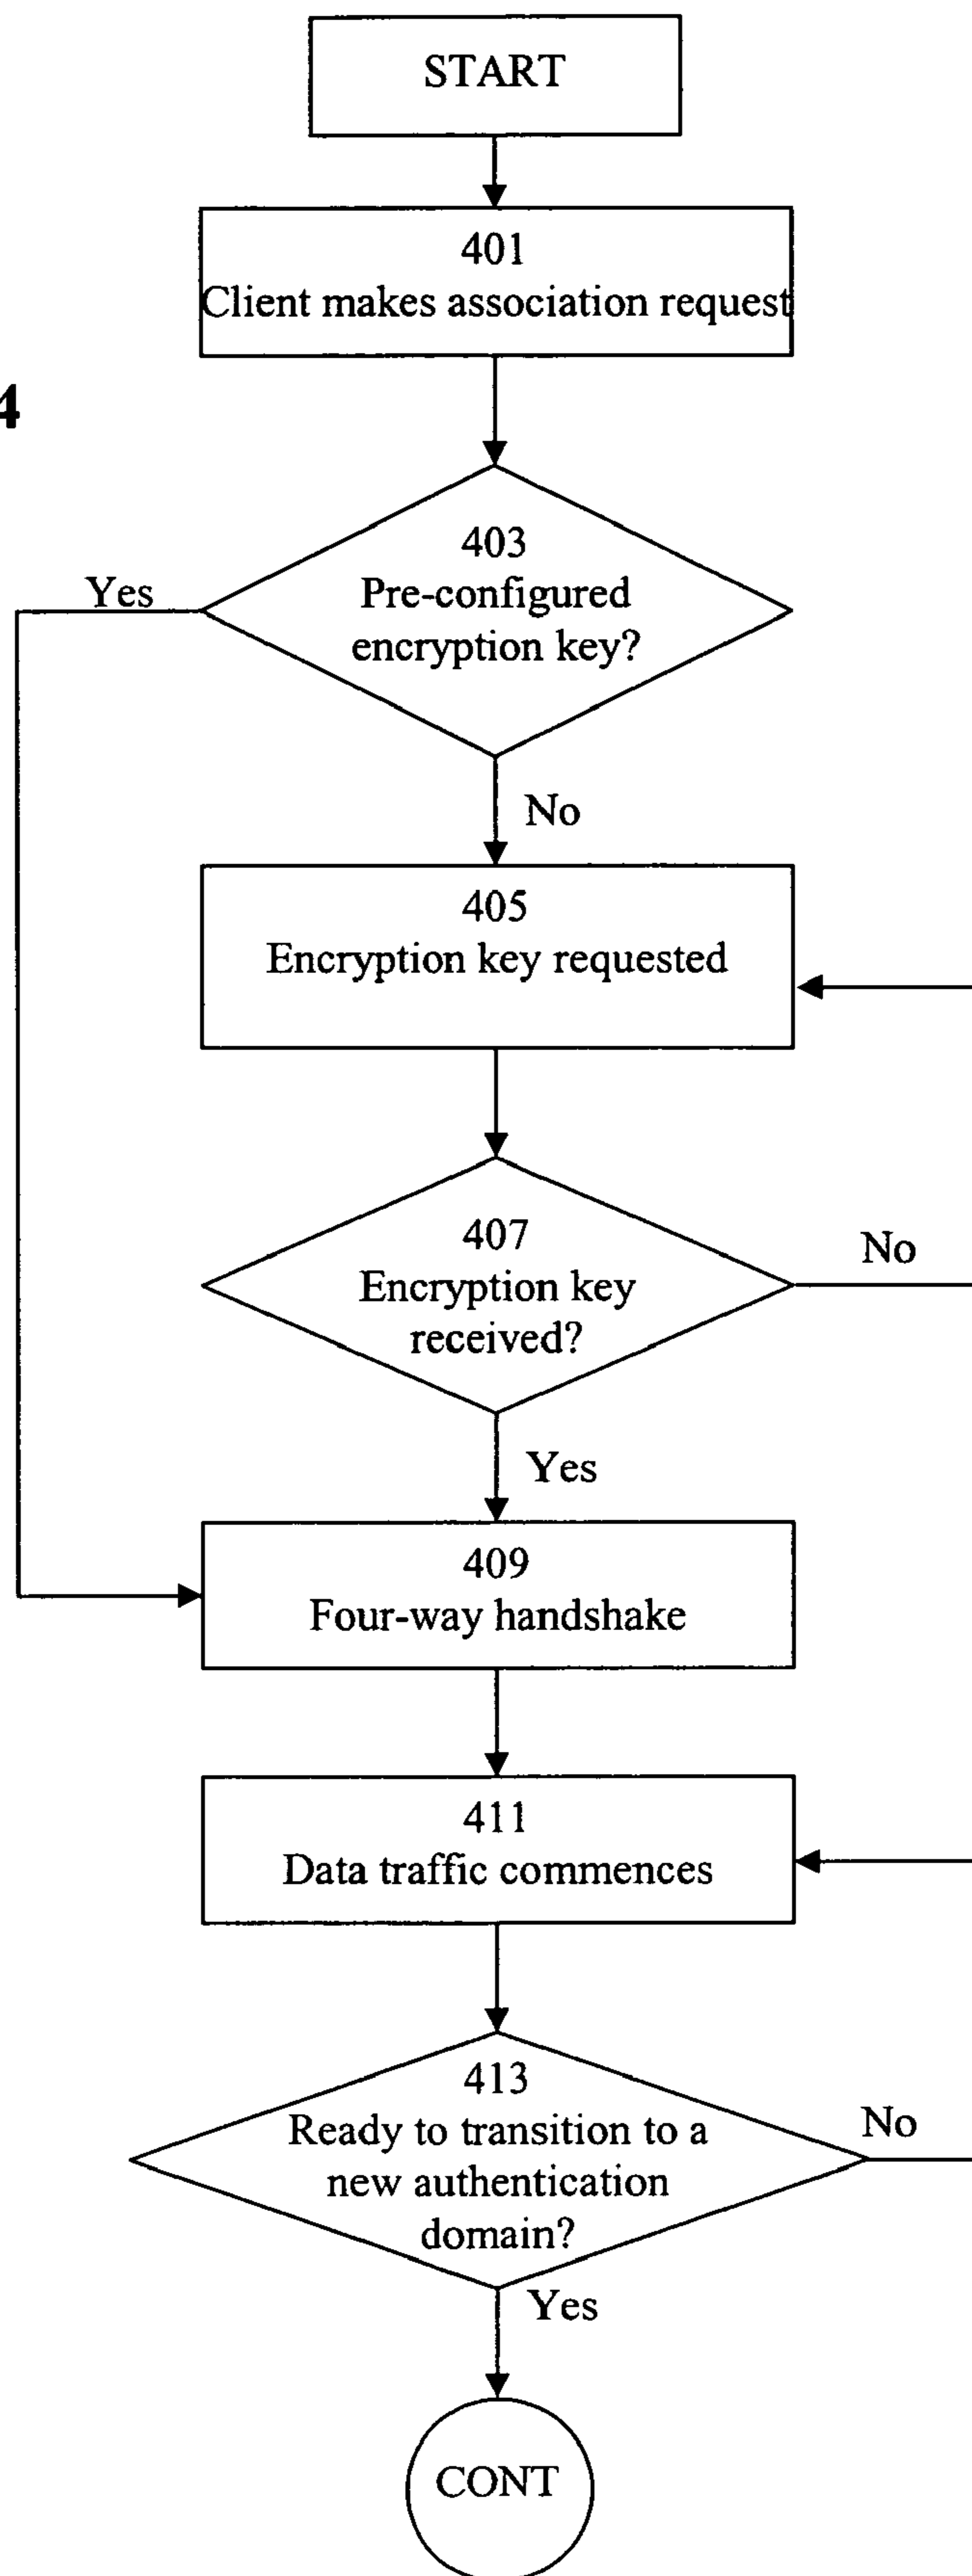 START
401
Client makes association request
4
403
Pre-configured
encryption key?
Yes
No
405
Encryption key requested
407
Encryption key
received?
No
Yes
409
Four-way handshake
411
Data traffic commences
413
Ready to transition to a
new authentication
domain?
No
Yes
CONT